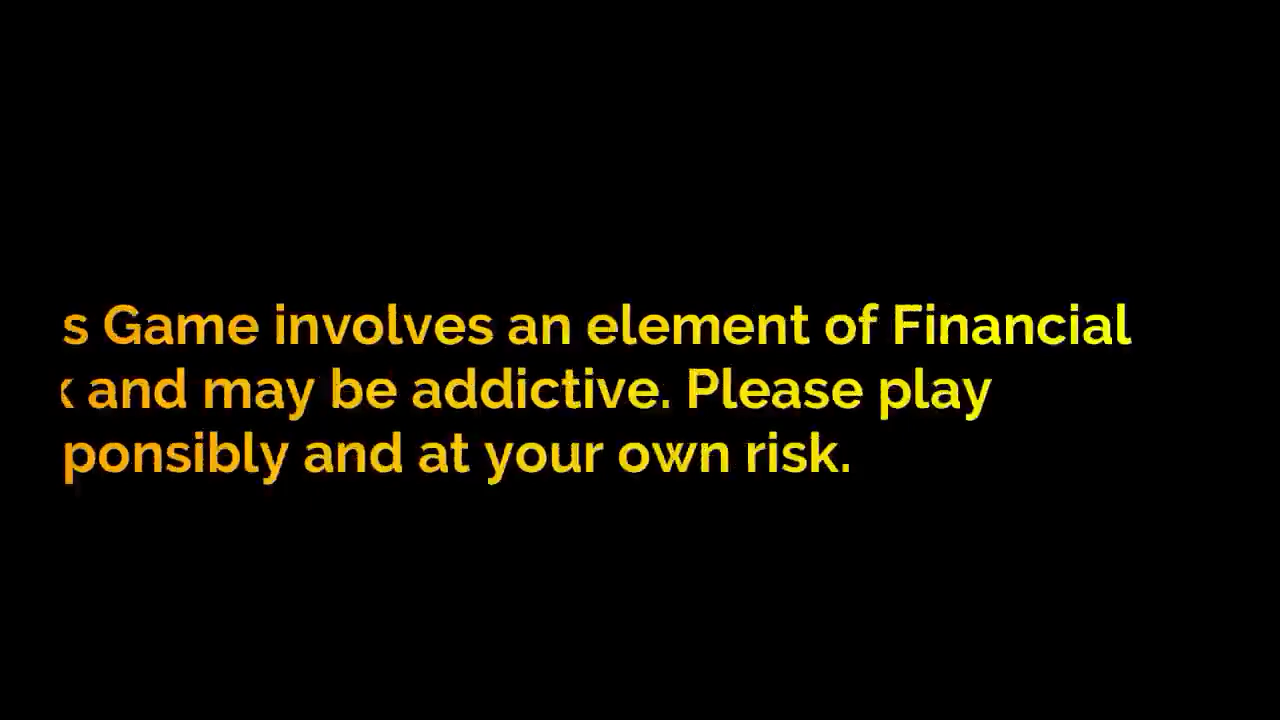 s Game involves an element of Financial
k and may be addictive. Please play
ponsibly and at your own risk.